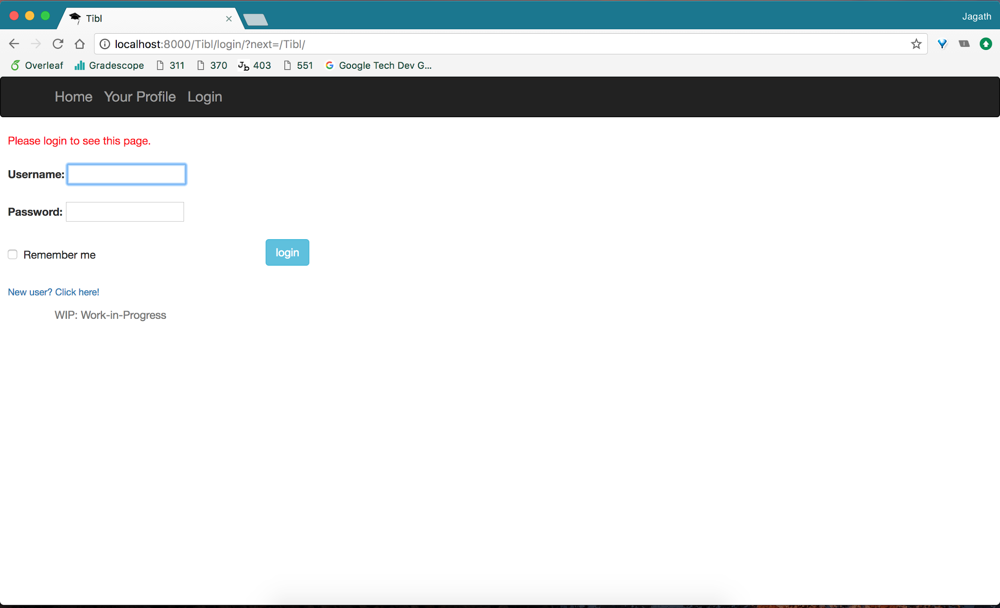 Tibl
Jagath
localhost:8000/Tibl/login/?next=/Tibl/
Overleaf Gradescope 311 370 Jb 403 551 Google Tech Dev G...
Home Your Profile Login
Please login to see this page.
Username:
Password:
Remember me login
New user? Click here!
WIP: Work-in-Progress